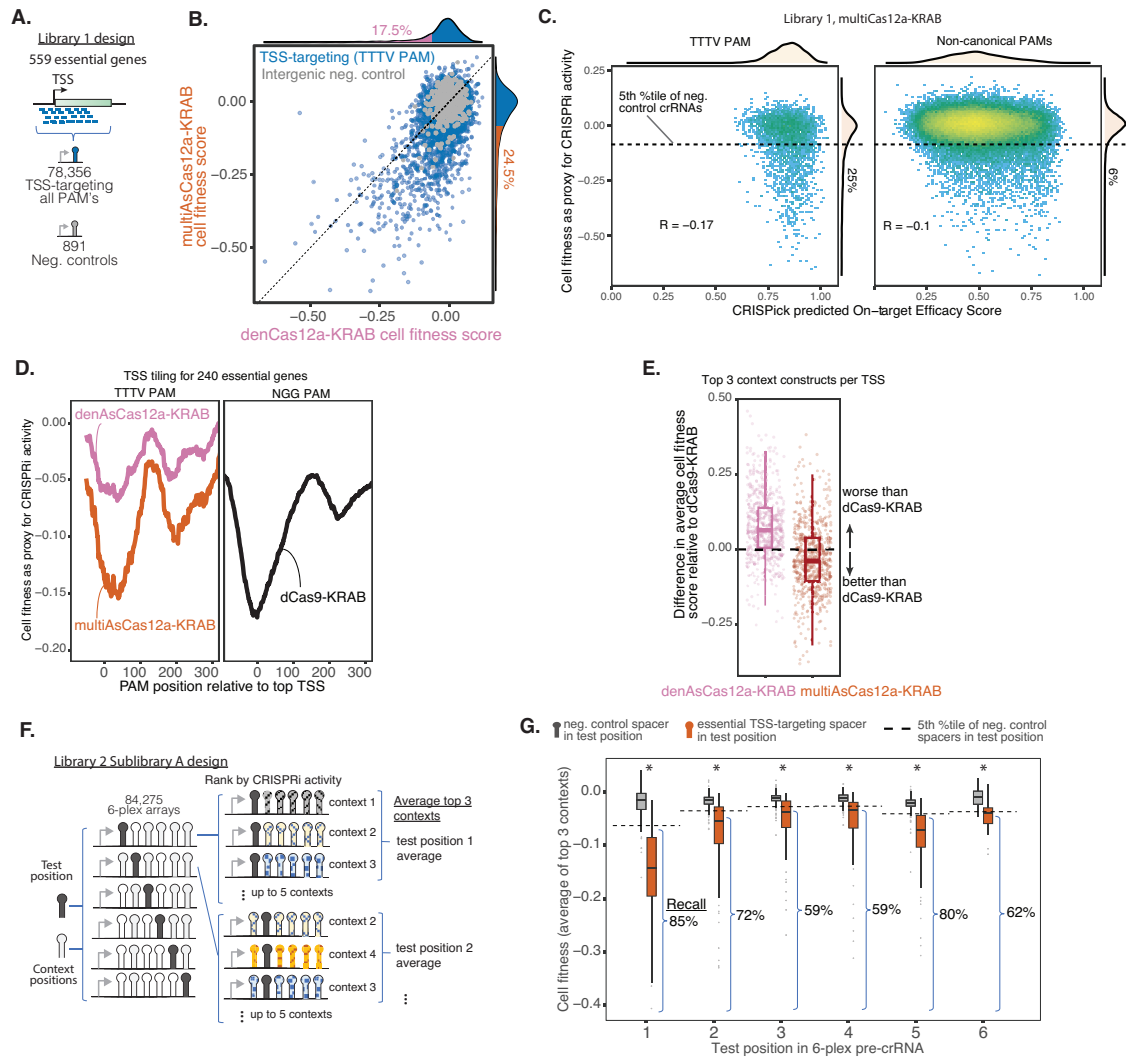 A.
Library 1 design
559 essential genes
TSS
78,356
TSS-targeting
all PAM's
891
Neg. controls
B.
17.5%
TSS-targeting (TTTV PAM)
Intergenic neg. control
24.5%
0.00
−0.25
−0.50
multiAsCas12a-KRAB
cell fitness score
−0.50
−0.25
0.00
denCas12a-KRAB cell fitness score
C.
Library 1, multiCas12a-KRAB
TTTV PAM
Non-canonical PAMs
5th %tile of neg.
control crRNAs
25%
6%
R = −0.17
R = −0.1
0.25
0.00
−0.25
−0.50
Cell fitness as proxy for CRISPRi activity
0.00
0.25
0.50
0.75
1.00
0.00
0.25
0.50
0.75
1.00
CRISPick predicted On−target Efficacy Score
D.
TSS tiling for 240 essential genes
TTTV PAM
NGG PAM
denAsCas12a-KRAB
multiAsCas12a-KRAB
dCas9-KRAB
0.00
−0.05
−0.10
−0.15
−0.20
Cell fitness as proxy for CRISPRi activity
0
100
200
300
0
100
200
300
PAM position relative to top TSS
E.
Top 3 context constructs per TSS
0.50
0.25
0.00
−0.25
Difference in average cell fitness
score relative to dCas9-KRAB
worse than
dCas9-KRAB
better than
dCas9-KRAB
denAsCas12a-KRAB
multiAsCas12a-KRAB
F.
Library 2 Sublibrary A design
84,275
6-plex arrays
Test
position
Context
positions
Rank by CRISPRi activity
context 1
context 2
context 3
⋮ up to 5 contexts
context 2
context 4
context 3
⋮ up to 5 contexts
Average top 3
contexts
test position 1
average
test position 2
average
⋮
G.
neg. control spacer
in test position
essential TSS-targeting spacer
in test position
5th %tile of neg. control
spacers in test position
* * * * * *
0.0
−0.1
−0.2
−0.3
−0.4
Cell fitness (average of top 3 contexts)
Recall
85%
72%
59%
59%
80%
62%
1
2
3
4
5
6
Test position in 6-plex pre-crRNA